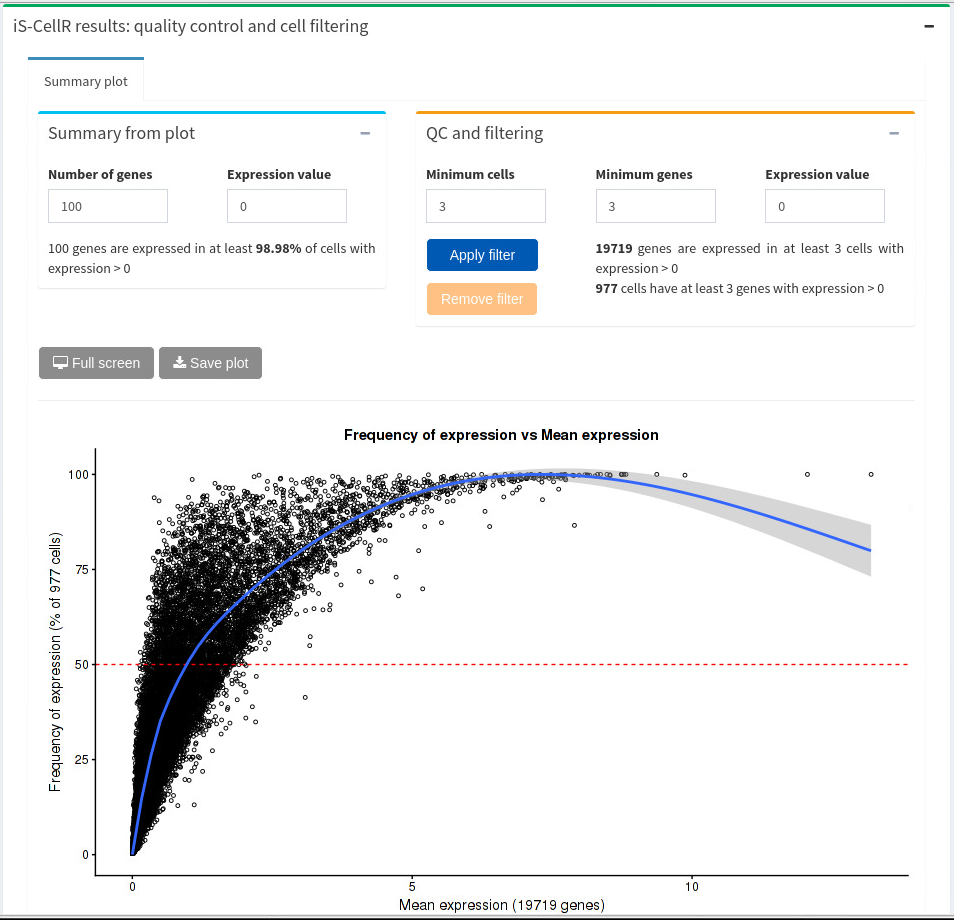 iS-CellR results: quality control and cell filtering
Summary plot
Summary from plot
Number of genes
Expression value
100
0
100 genes are expressed in at least 98.98% of cells with
expression > 0
QC and filtering
Minimum cells
Minimum genes
Expression value
3
3
0
Apply filter
Remove filter
19719 genes are expressed in at least 3 cells with
expression > 0
977 cells have at least 3 genes with expression > 0
Full screen
Save plot
Frequency of expression vs Mean expression
Frequency of expression (% of 977 cells)
100
75
50
25
0
0
5
10
Mean expression (19719 genes)